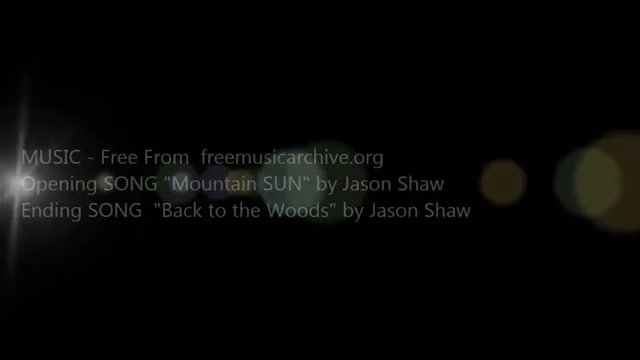 MUSIC - Free From  freemusicarchive.org
Opening SONG "Mountain SUN" by Jason Shaw
Ending SONG  "Back to the Woods" by Jason Shaw